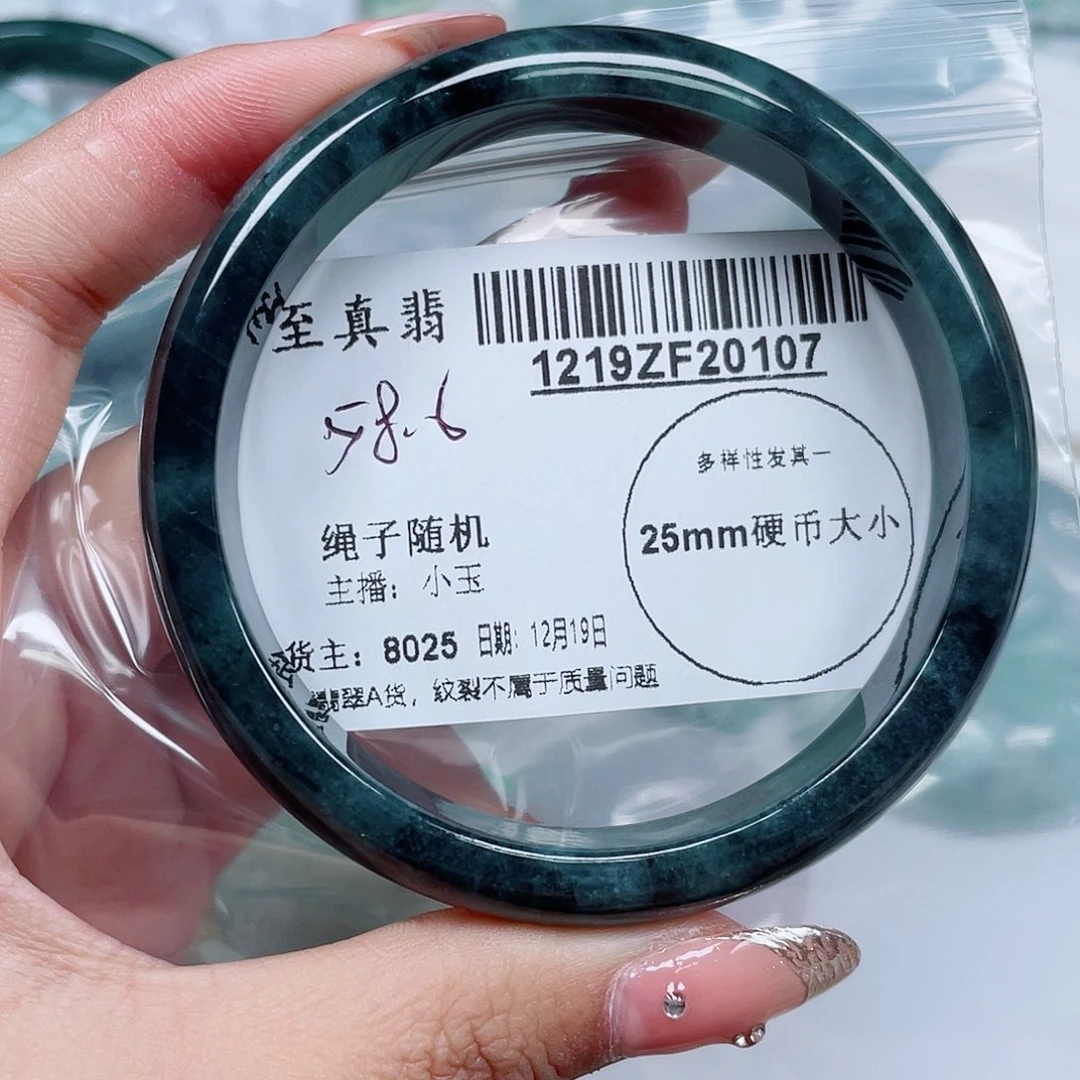 至真翡
1219ZF20107
58.6
多样性发其一
25mm硬币大小
绳子随机
主播：小玉
货主：8025 日期：12月19日
翡翠A货，纹裂不属于质量问题